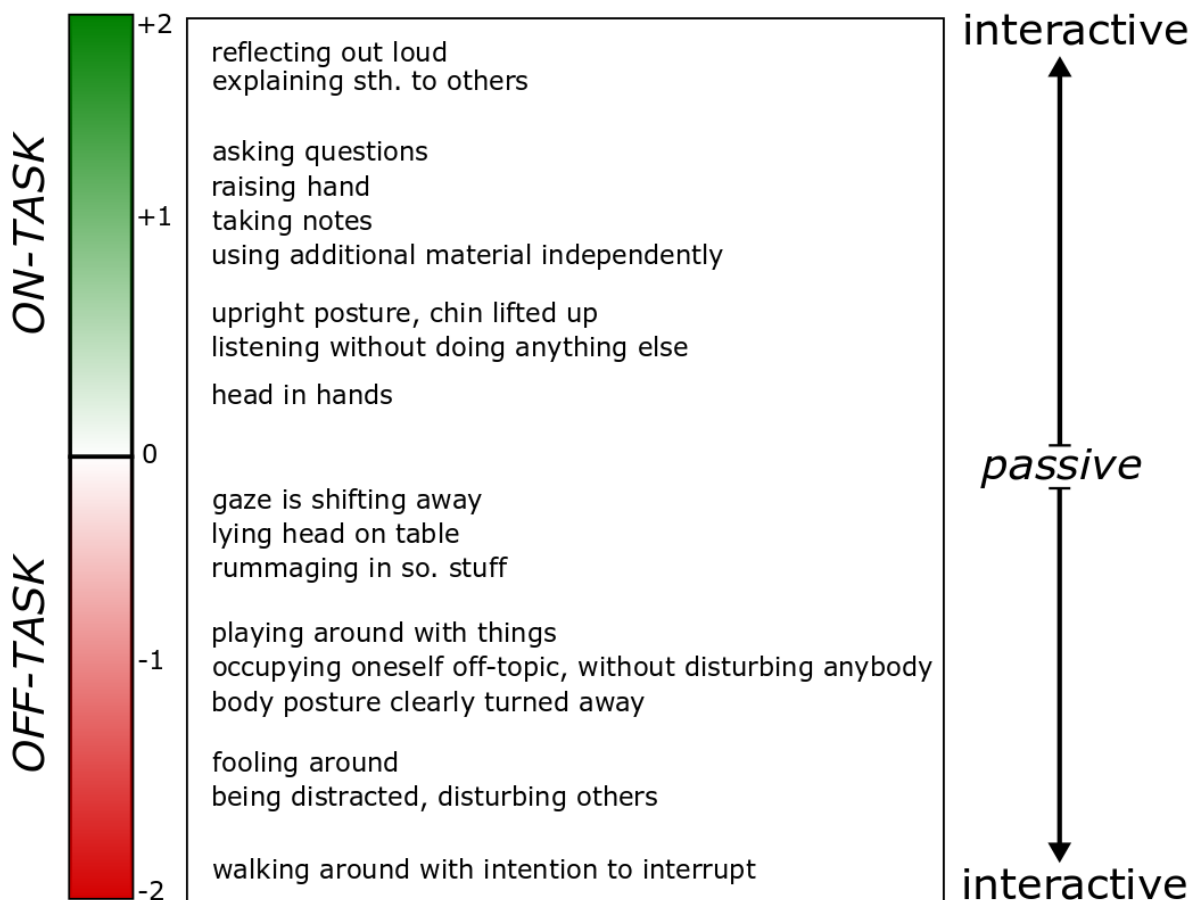 +2
+1
0
-1
-2
ON-TASK
OFF-TASK
reflecting out loud
explaining sth. to others
asking questions
raising hand
taking notes
using additional material independently
upright posture, chin lifted up
listening without doing anything else
head in hands
gaze is shifting away
lying head on table
rummaging in so. stuff
playing around with things
occupying oneself off-topic, without disturbing anybody
body posture clearly turned away
fooling around
being distracted, disturbing others
walking around with intention to interrupt
interactive
passive
interactive